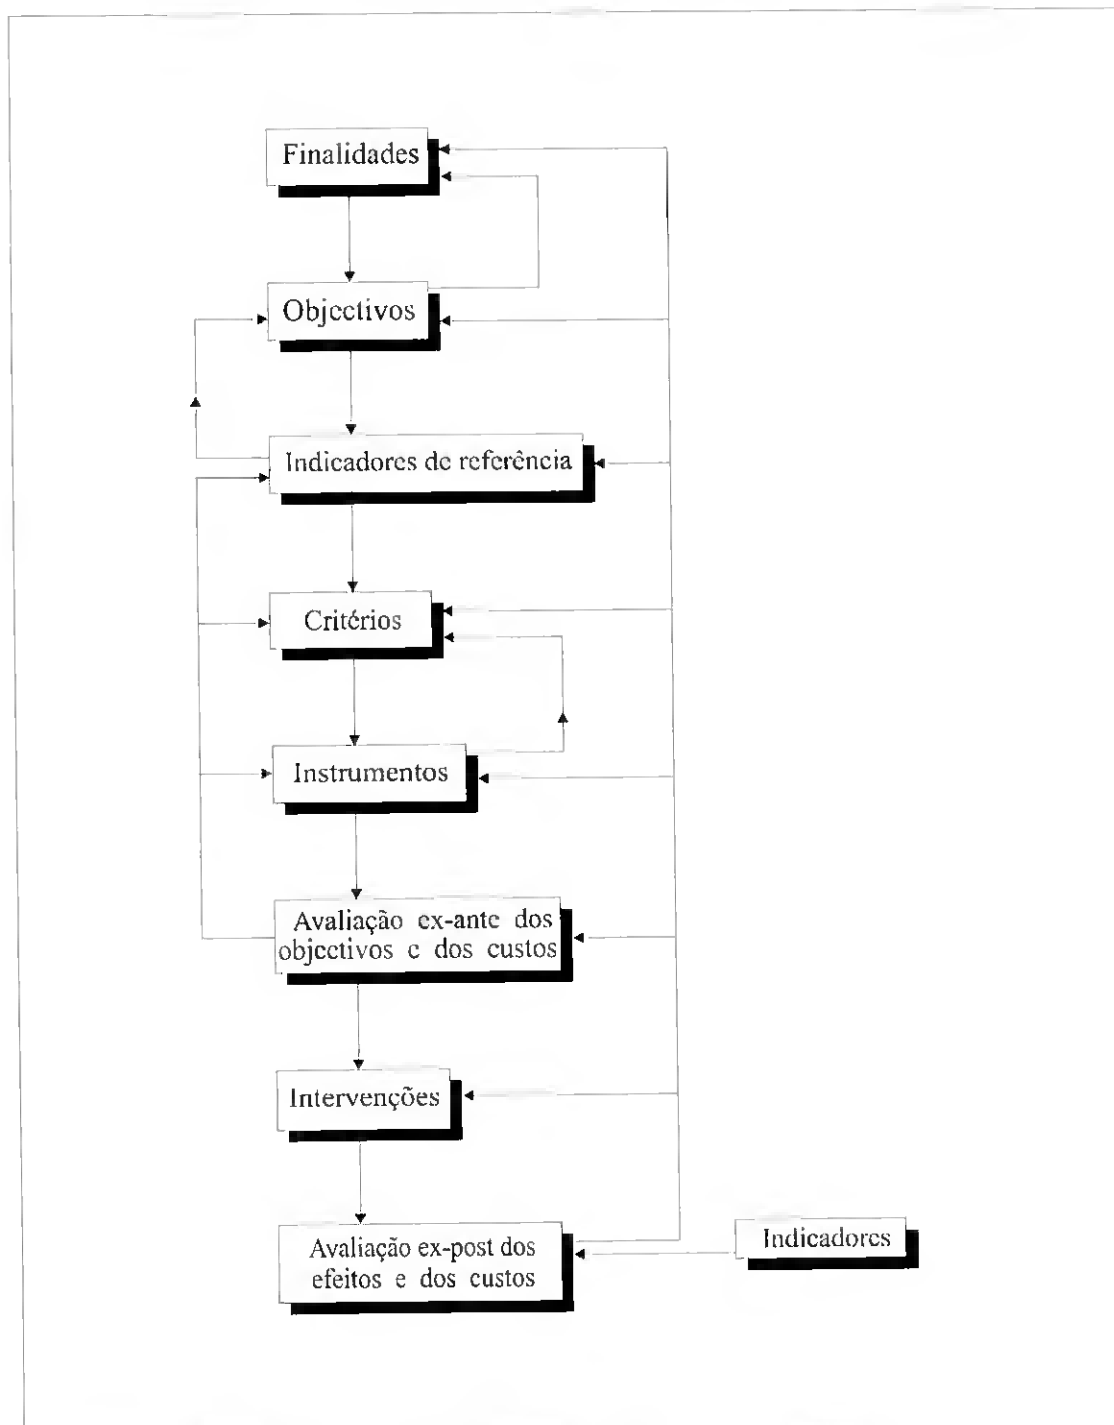 Finalidades
Objectivos
Indicadores de referência
Critérios
Instrumentos
Avaliação ex-ante dos
objectivos e dos custos
Intervenções
Avaliação ex-post dos
efeitos e dos custos
Indicadores